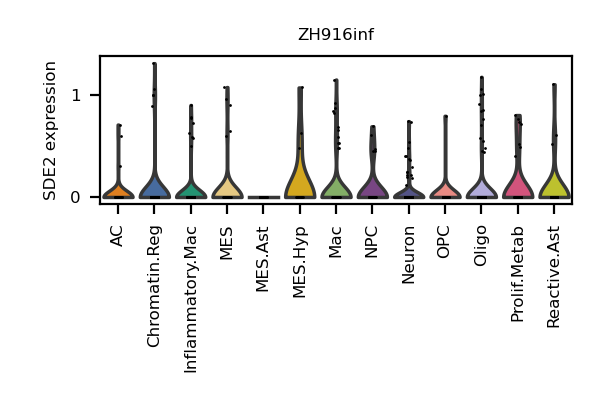 ZH916inf
SDE2 expression
1
0
AC
Chromatin.Reg
Inflammatory.Mac
MES
MES.Ast
MES.Hyp
Mac
NPC
Neuron
OPC
Oligo
Prolif.Metab
Reactive.Ast